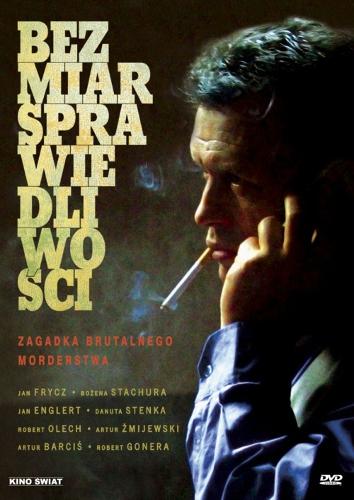 BEZ
MIAR
SPRA
WIE
DLI
WO
ŚCI
ZAGADKA BRUTALNEGO
MORDERSTWA
JAN FRYCZ • BOŻENA STACHURA
JAN ENGLERT • DANUTA STENKA
ROBERT OLECH • ARTUR ŻMIJEWSKI
ARTUR BARCIŚ • ROBERT GONERA
KINO ŚWIAT
DVD